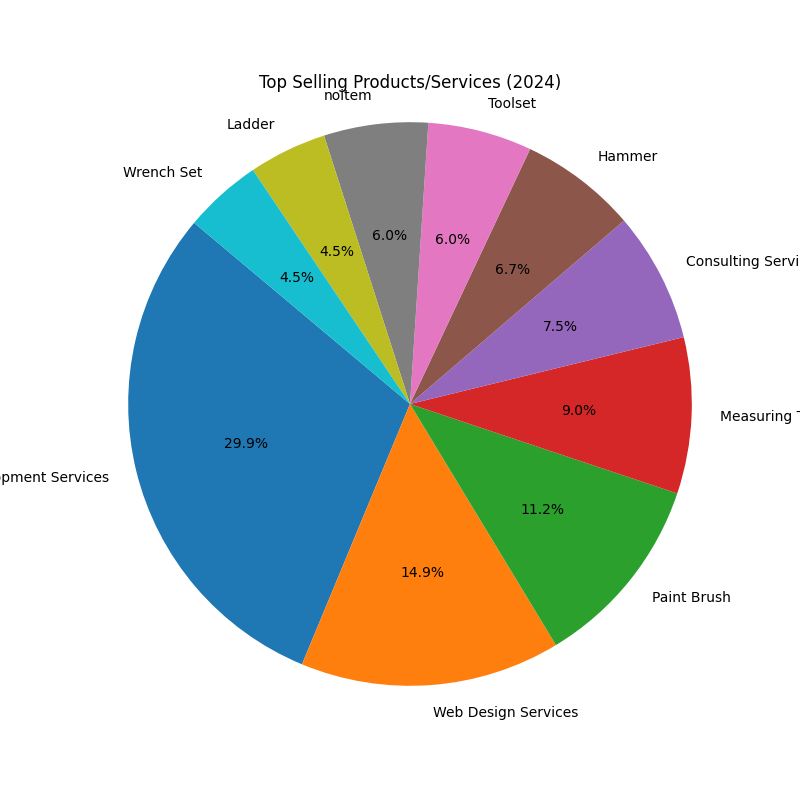 Top Selling Products/Services (2024)
noitem
Toolset
Ladder
Hammer
Wrench Set
Consulting Servi
6.0%
6.0%
4.5%
6.7%
4.5%
7.5%
Measuring
9.0%
29.9%
opment Services
11.2%
14.9%
Paint Brush
Web Design Services